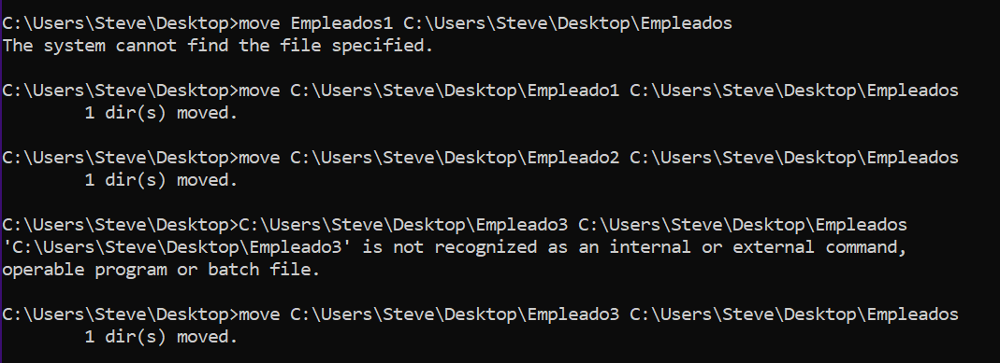 C:\Users\Steve\Desktop>move Empleados1 C:\Users\Steve\Desktop\Empleados
The system cannot find the file specified.
C:\Users\Steve\Desktop>move C:\Users\Steve\Desktop\Empleado1 C:\Users\Steve\Desktop\Empleados
1 dir(s) moved.
C:\Users\Steve\Desktop>move C:\Users\Steve\Desktop\Empleado2 C:\Users\Steve\Desktop\Empleados
1 dir(s) moved.
C:\Users\Steve\Desktop>C:\Users\Steve\Desktop\Empleado3 C:\Users\Steve\Desktop\Empleados
'C:\Users\Steve\Desktop\Empleado3' is not recognized as an internal or external command,
operable program or batch file.
C:\Users\Steve\Desktop>move C:\Users\Steve\Desktop\Empleado3 C:\Users\Steve\Desktop\Empleados
1 dir(s) moved.